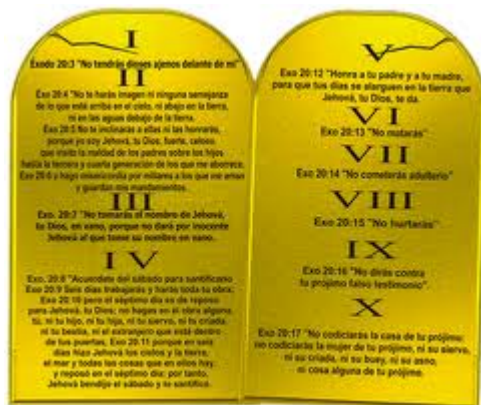 I
Éxodo 20:3 "No tendrás dioses ajenos delante de mí"
II
Exo 20:4 "No te harás imagen ni ninguna semejanza
de lo que esté arriba en el cielo, ni abajo en la tierra,
ni en las aguas debajo de la tierra.
Exo 20:5 No te inclinarás a ellas ni las honrarás,
porque yo soy Jehová, tu Dios, fuerte, celoso,
que visito la maldad de los padres sobre los hijos
hasta la tercera y cuarta generación de los que me aborrecen.
Exo 20:6 y hago misericordia por millares a los que me aman
y guardan mis mandamientos.
III
Exo. 20:7 "No tomarás el nombre de Jehová,
tu Dios, en vano, porque no dará por inocente
Jehová al que tome su nombre en vano.
IV
Exo. 20:8 "Acuérdate del sábado para santificarlo
Exo 20:9 Seis días trabajarás y harás toda tu obra,
Exo 20:10 pero el séptimo día es de reposo
para Jehová, tu Dios; no hagas en él obra alguna,
tú, ni tu hijo, ni tu hija, ni tu siervo, ni tu criada,
ni tu bestia, ni el extranjero que está dentro
de tus puertas, Exo 20:11 porque en seis
días hizo Jehová los cielos y la tierra,
el mar y todas las cosas que en ellos hay,
y reposó en el séptimo día; por tanto,
Jehová bendijo el sábado y lo santificó.
V
Exo 20:12 "Honra a tu padre y a tu madre,
para que tus días se alarguen en la tierra que
Jehová, tu Dios, te da.
VI
Exo 20:13 "No matarás"
VII
Exo 20:14 "No cometerás adulterio"
VIII
Exo 20:15 "No hurtarás"
IX
Exo 20:16 "No dirás contra
tu prójimo falso testimonio".
X
Exo 20:17 "No codiciarás la casa de tu prójimo:
no codiciarás la mujer de tu prójimo, ni su siervo,
ni su criada, ni su buey, ni su asno,
ni cosa alguna de tu prójimo.